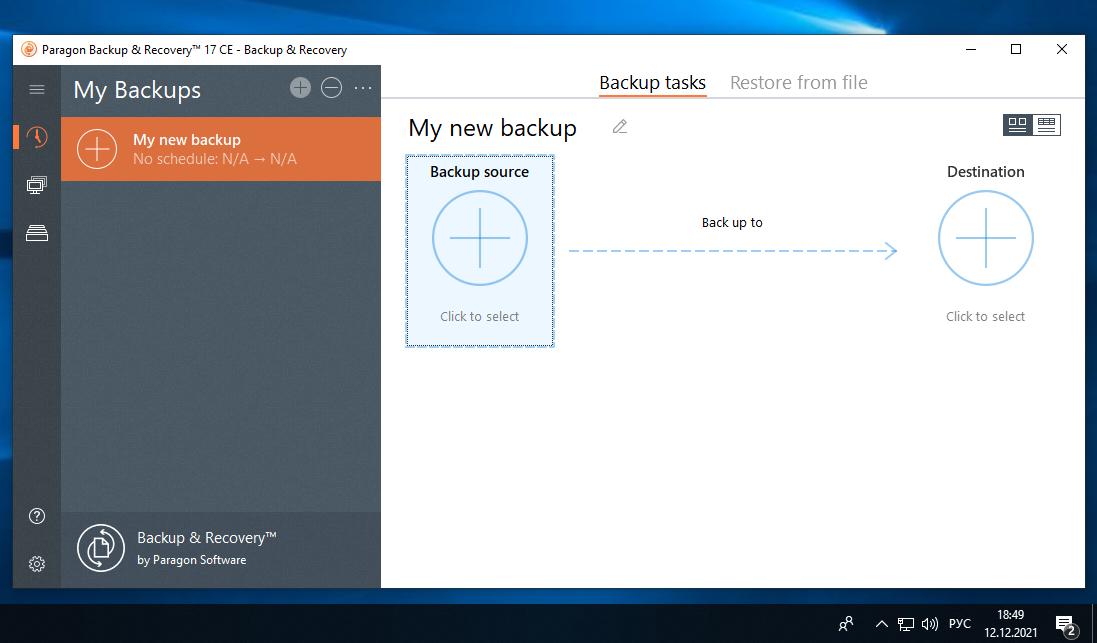 Paragon Backup & Recovery™ 17 CE - Backup & Recovery
My Backups
My new backup
No schedule: N/A → N/A
Backup & Recovery™
by Paragon Software
Backup tasks
Restore from file
My new backup
Backup source
Click to select
Back up to
Destination
Click to select
РУС
18:49
12.12.2021
2